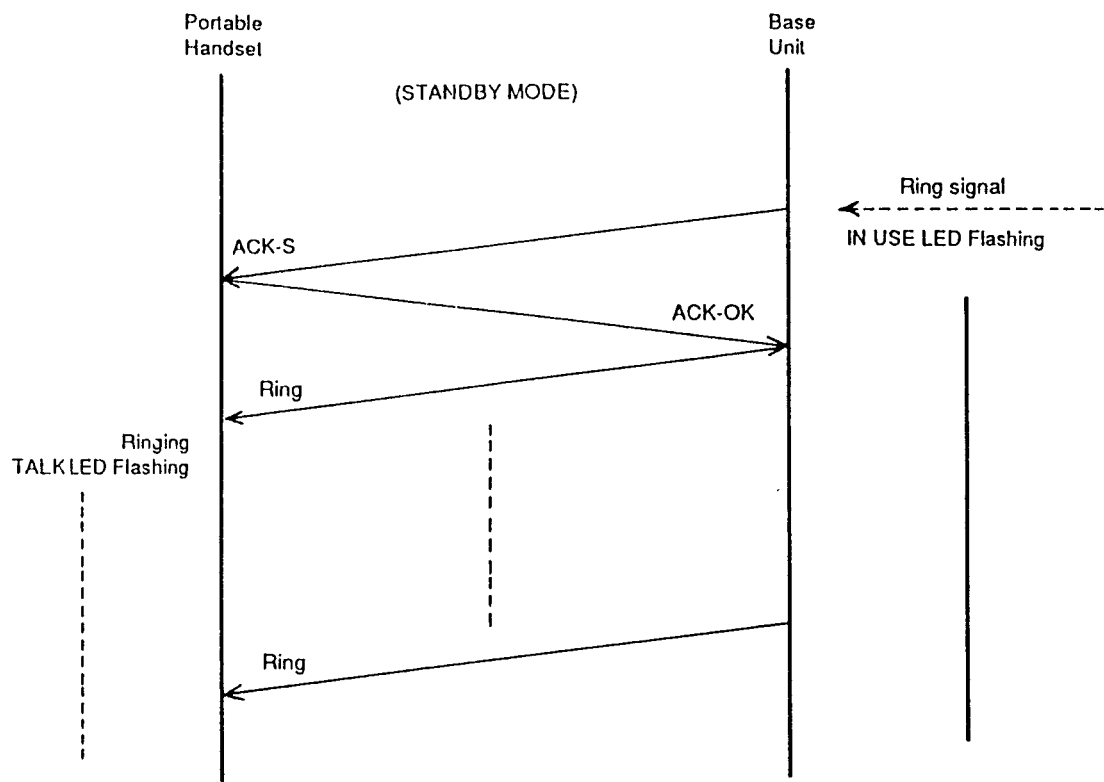 Portable
Handset
Base
Unit
(STANDBY MODE)
Ring signal
IN USE LED Flashing
ACK-S
ACK-OK
Ring
Ringing
TALK LED Flashing
Ring